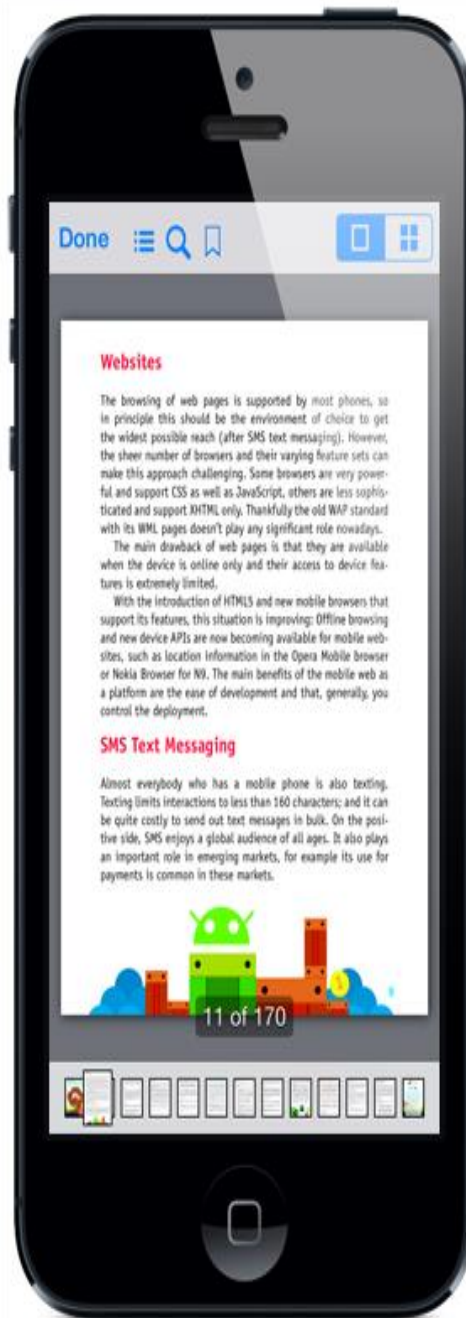 Done
Websites
The browsing of web pages is supported by most phones, so
in principle this should be the environment of choice to get
the widest possible reach (after SMS text messaging). However,
the sheer number of browsers and their varying feature sets can
make this approach challenging. Some browsers are very power-
ful and support CSS as well as JavaScript, others are less sophis-
ticated and support XHTML only. Thankfully the old WAP standard
with its WML pages doesn't play any significant role nowadays.
The main drawback of web pages is that they are available
when the device is online only and their access to device fea-
tures is extremely limited.
With the introduction of HTML5 and new mobile browsers that
support its features, this situation is improving: Offline browsing
and new device APIs are now becoming available for mobile web-
sites, such as location information in the Opera Mobile browser
or Nokia Browser for N9. The main benefits of the mobile web as
a platform are the ease of development and that, generally, you
control the deployment.
SMS Text Messaging
Almost everybody who has a mobile phone is also texting.
Texting limits interactions to less than 160 characters; and it can
be quite costly to send out text messages in bulk. On the posi-
tive side, SMS enjoys a global audience of all ages. It also plays
an important role in emerging markets, for example its use for
payments is common in these markets.
11 of 170